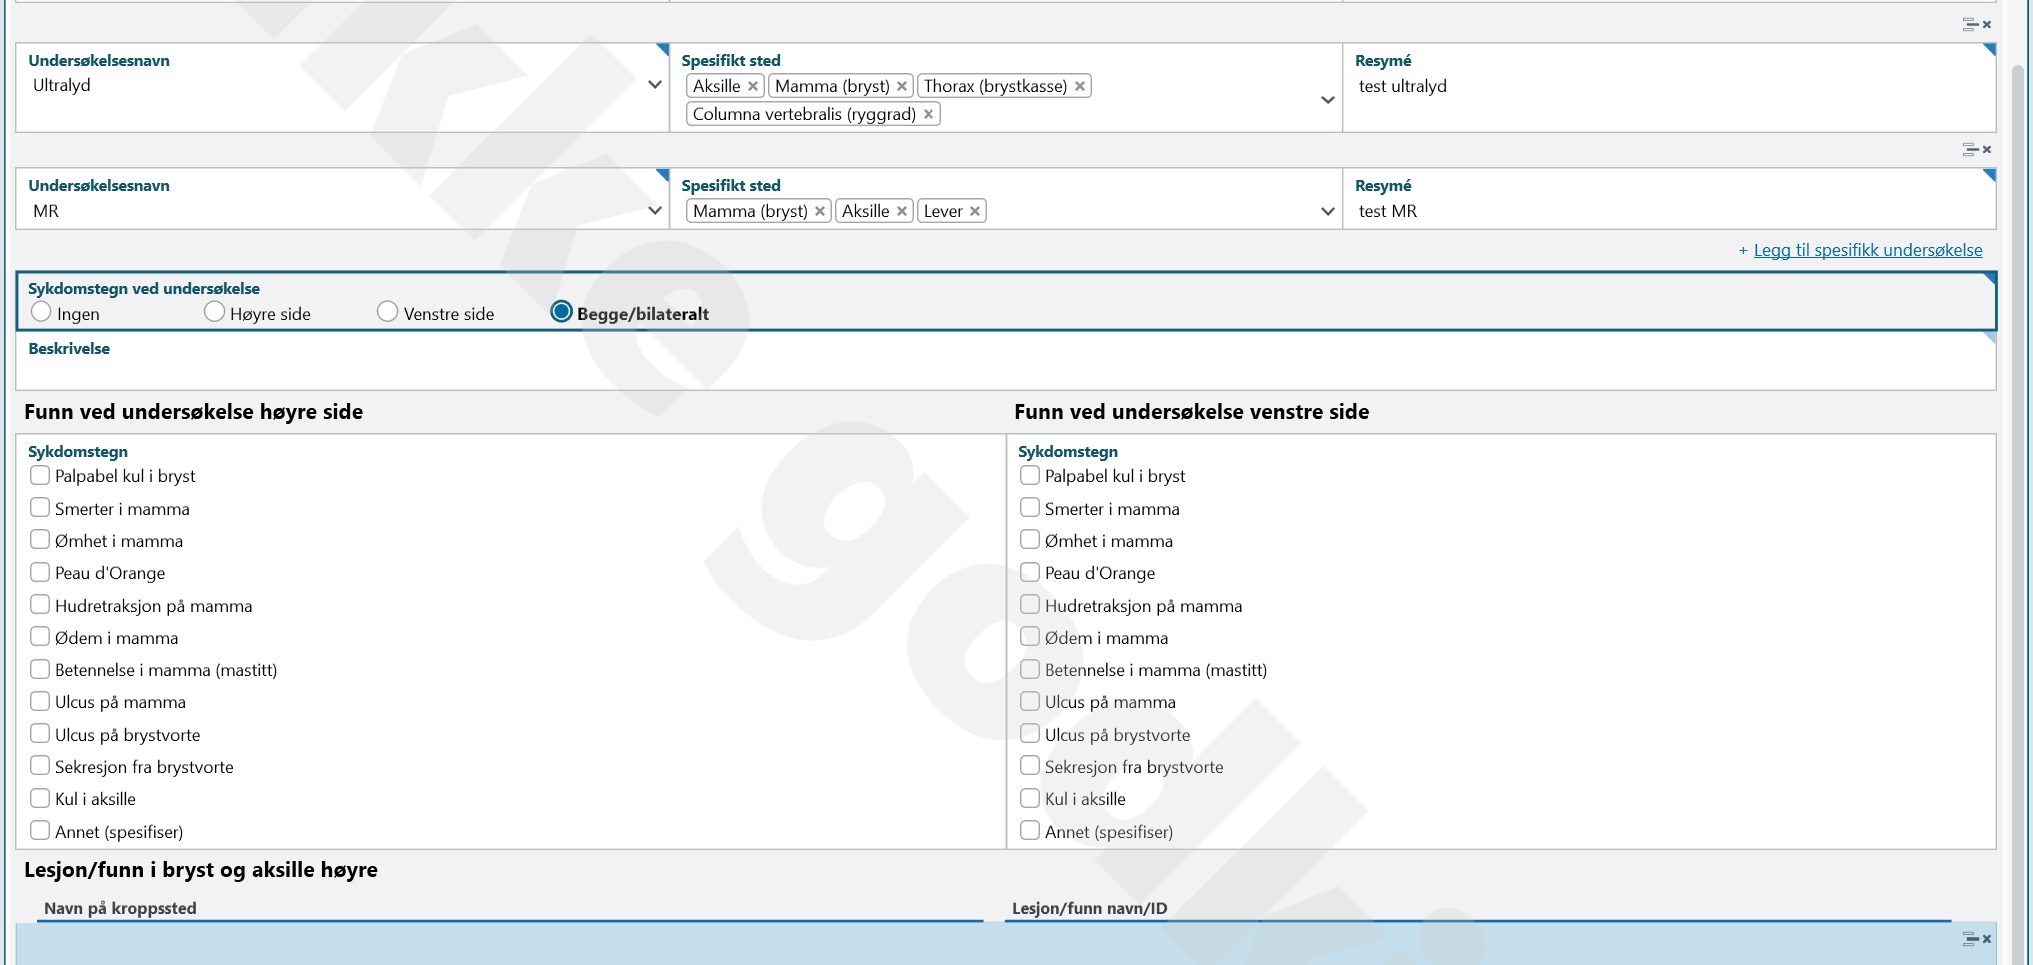 Undersøkelsesnavn
Ultralyd
Spesifikt sted
Aksille × Mamma (bryst) × Thorax (brystkasse) ×
Columna vertebralis (ryggrad) ×
Resymé
test ultralyd
Undersøkelsesnavn
MR
Spesifikt sted
Mamma (bryst) × Aksille × Lever ×
Resymé
test MR
+ Legg til spesifikk undersøkelse
Sykdomstegn ved undersøkelse
Ingen Høyre side Venstre side Begge/bilateralt
Beskrivelse
Funn ved undersøkelse høyre side
Sykdomstegn
Palpabel kul i bryst
Smerter i mamma
Ømhet i mamma
Peau d'Orange
Hudretraksjon på mamma
Ødem i mamma
Betennelse i mamma (mastitt)
Ulcus på mamma
Ulcus på brystvorte
Sekresjon fra brystvorte
Kul i aksille
Annet (spesifiser)
Funn ved undersøkelse venstre side
Sykdomstegn
Palpabel kul i bryst
Smerter i mamma
Ømhet i mamma
Peau d'Orange
Hudretraksjon på mamma
Ødem i mamma
Betennelse i mamma (mastitt)
Ulcus på mamma
Ulcus på brystvorte
Sekresjon fra brystvorte
Kul i aksille
Annet (spesifiser)
Lesjon/funn i bryst og aksille høyre
Navn på kroppssted
Lesjon/funn navn/ID